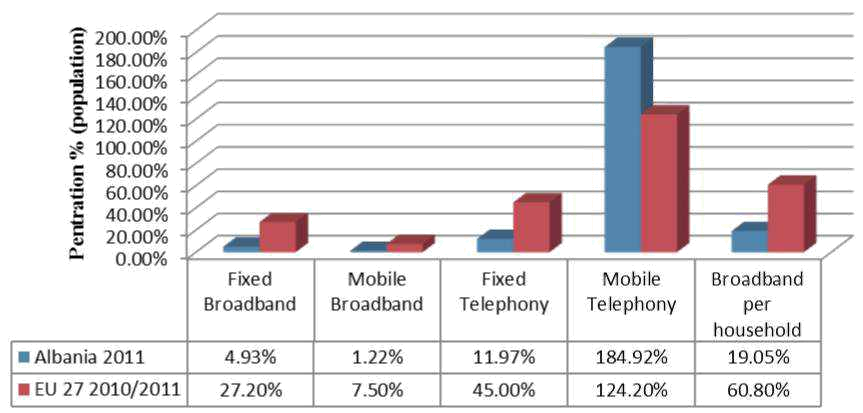 Pentration % (population)
200.00%
180.00%
160.00%
140.00%
120.00%
100.00%
80.00%
60.00%
40.00%
20.00%
0.00%
Fixed Broadband Mobile Broadband Fixed Telephony Mobile Telephony Broadband per household
Albania 2011 4.93% 1.22% 11.97% 184.92% 19.05%
EU 27 2010/2011 27.20% 7.50% 45.00% 124.20% 60.80%